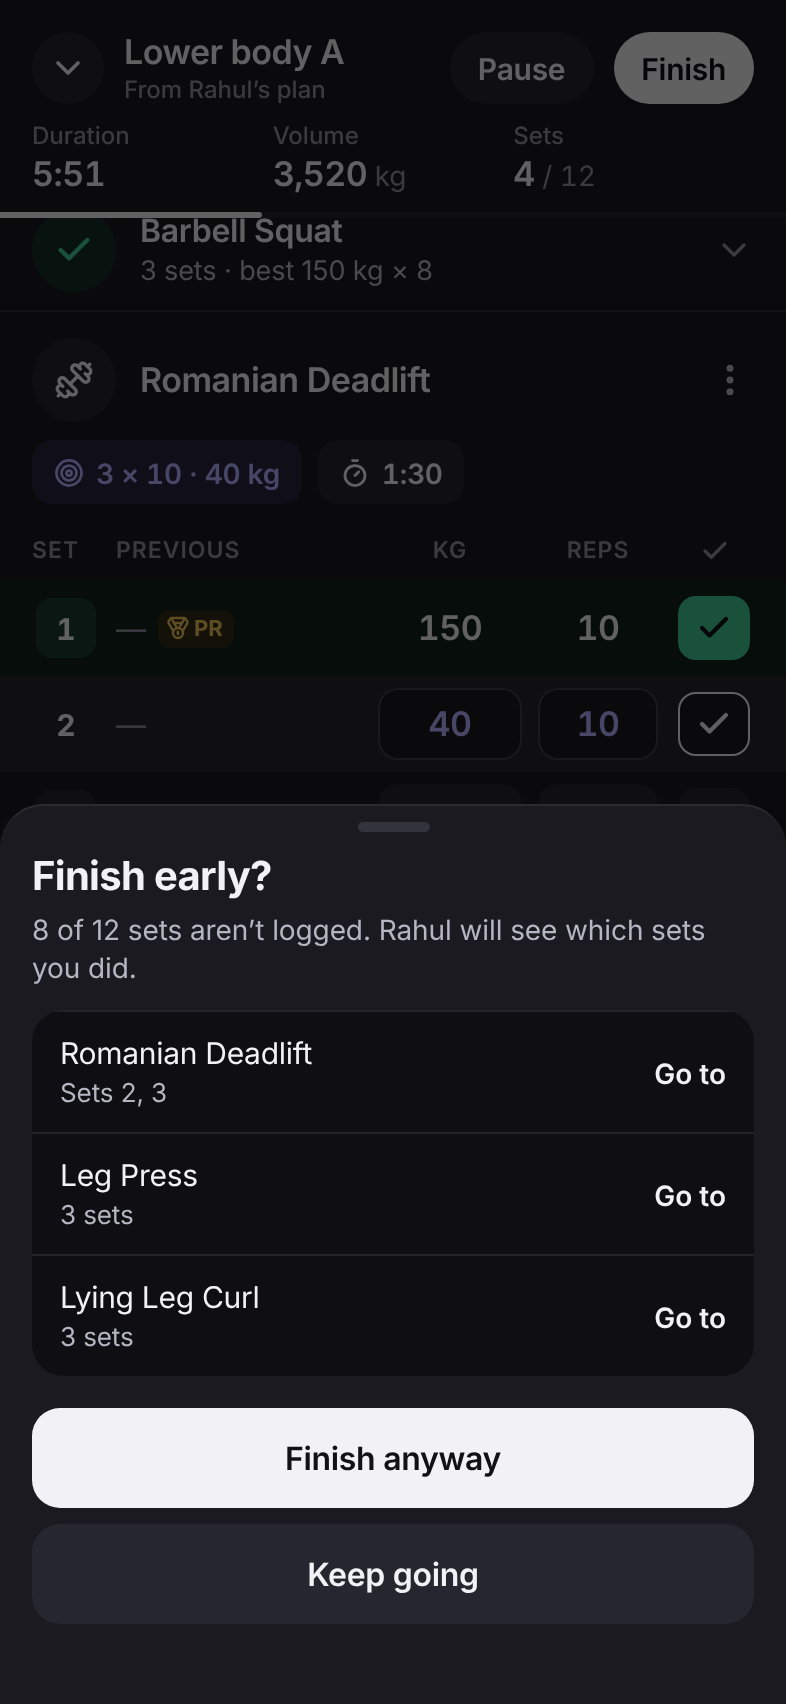 Lower body A
From Rahul’s plan
Pause
Finish
Duration
Volume
Sets
5:51
3,520 kg
4 / 12
Barbell Squat
3 sets · best 150 kg × 8
Romanian Deadlift
3 × 10 · 40 kg
1:30
SET PREVIOUS KG REPS
1 — PR 150 10
2 — 40 10
Finish early?
8 of 12 sets aren’t logged. Rahul will see which sets
you did.
Romanian Deadlift
Sets 2, 3
Go to
Leg Press
3 sets
Go to
Lying Leg Curl
3 sets
Go to
Finish anyway
Keep going